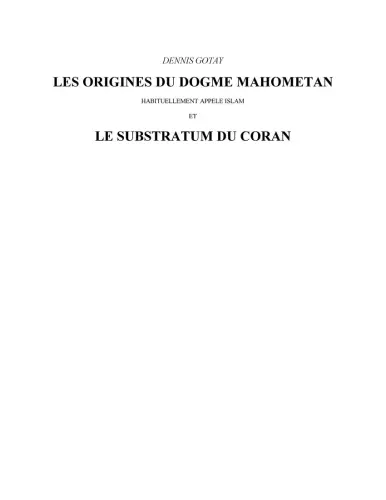 DENNIS GOTAY
LES ORIGINES DU DOGME MAHOMETAN
HABITUELLEMENT APPELE ISLAM
ET
LE SUBSTRATUM DU CORAN